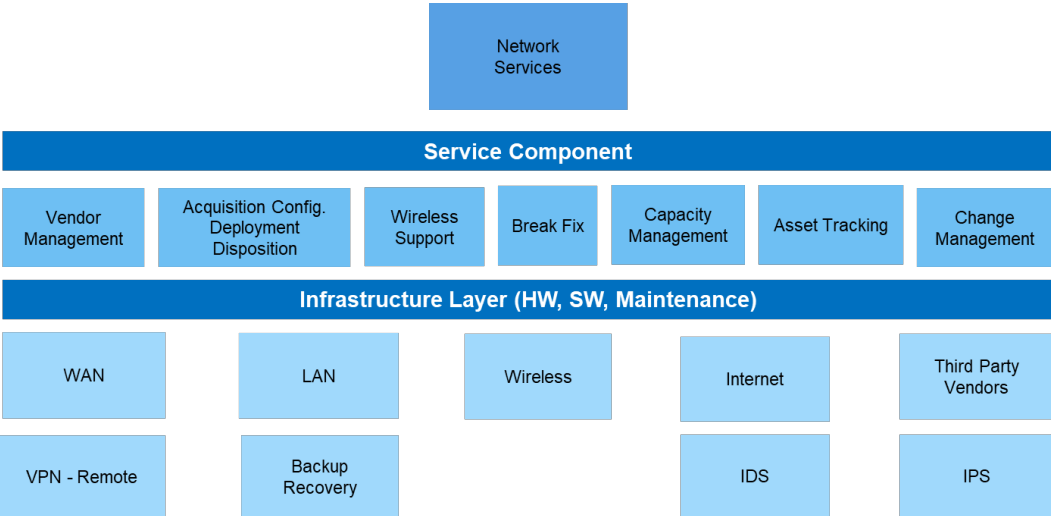 Network
Services
Service Component
Vendor
Management
Acquisition Config.
Deployment
Disposition
Wireless
Support
Break Fix
Capacity
Management
Asset Tracking
Change
Management
Infrastructure Layer (HW, SW, Maintenance)
WAN
LAN
Wireless
Internet
Third Party
Vendors
VPN - Remote
Backup
Recovery
IDS
IPS